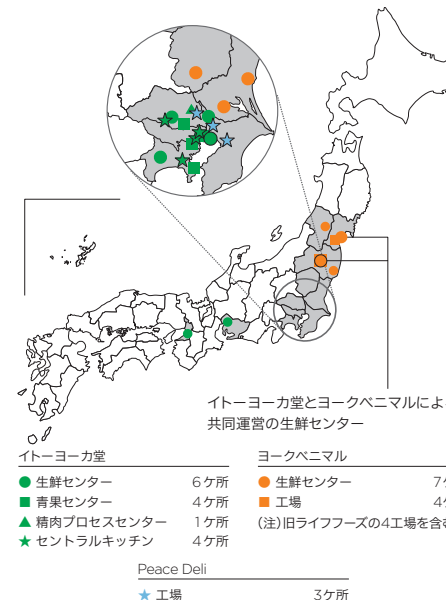 イトーヨーカ堂とヨークベニマルによ
共同運営の生鮮センター
イトーヨーカ堂
● 生鮮センター 6ケ所
■ 青果センター 4ケ所
▲ 精肉プロセスセンター 1ケ所
★ セントラルキッチン 4ケ所
ヨークベニマル
● 生鮮センター 7ケ
■ 工場 4ケ
(注)旧ライフフーズの4工場を含む
Peace Deli
★ 工場 3ケ所